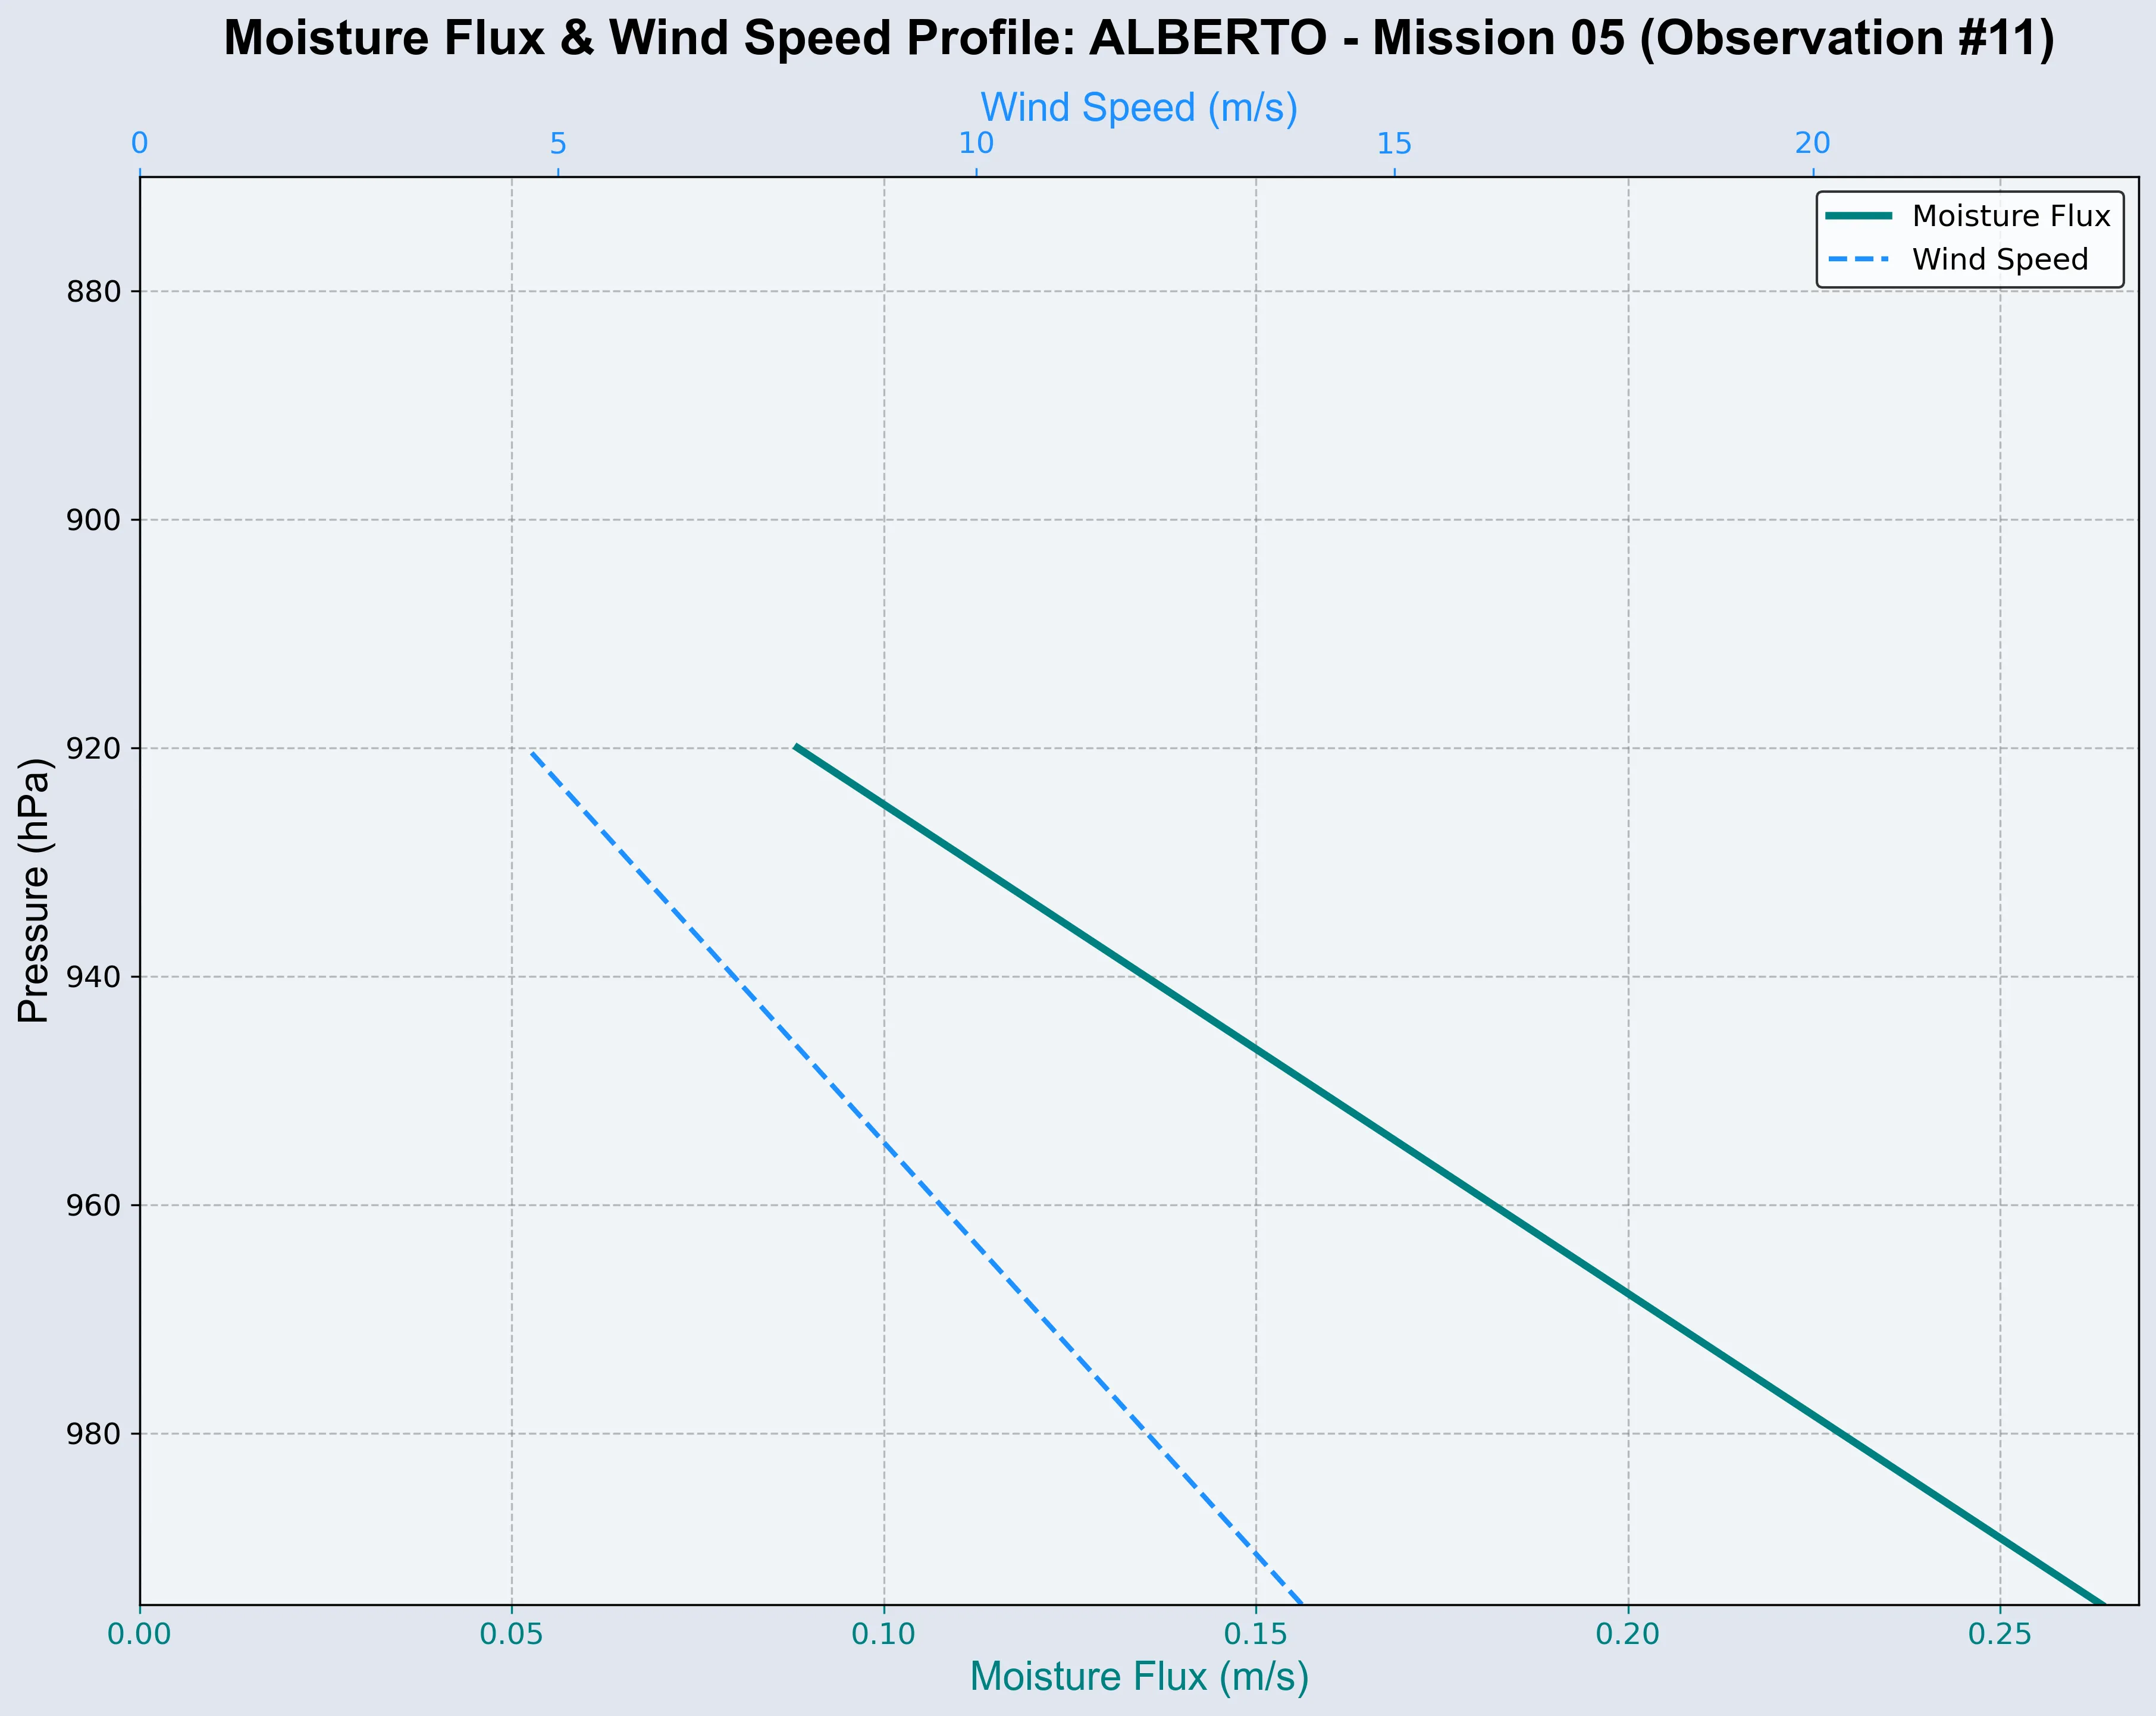 Moisture Flux & Wind Speed Profile: ALBERTO - Mission 05 (Observation #11)
Wind Speed (m/s)
0 5 10 15 20
Moisture Flux
Wind Speed
880
900
920
940
960
980
Pressure (hPa)
0.00 0.05 0.10 0.15 0.20 0.25
Moisture Flux (m/s)